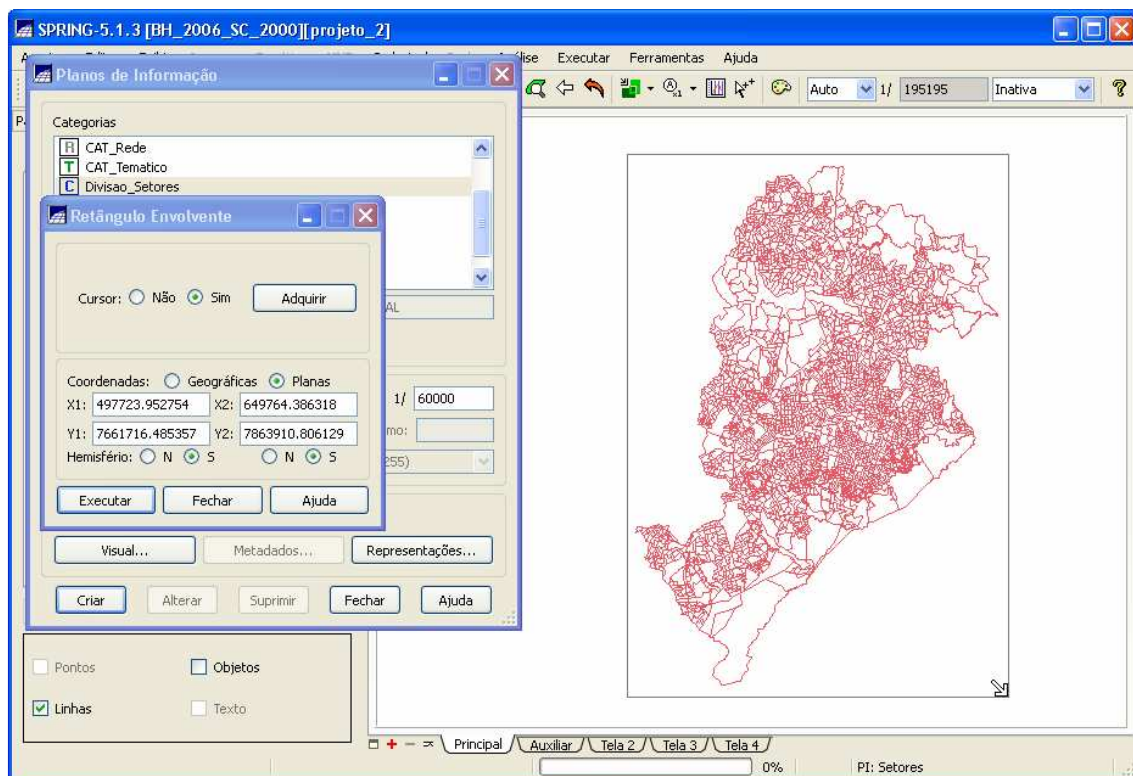 SPRING-5.1.3 [BH_2006_SC_2000][projeto_2]
Executar Ferramentas Ajuda
Auto 1/ 195195 Inativa
Planos de Informação
Categorias
R CAT_Rede
T CAT_Tematico
C Divisao_Setores
Retângulo Envolvente
Cursor: Não Sim Adquirir
Coordenadas: Geográficas Planas
X1: 497723.952754 X2: 649764.386318
1/ 60000
Y1: 7661716.485357 Y2: 7863910.806129
Hemisfério: N S N S
255)
Executar Fechar Ajuda
Visual... Metadados... Representações...
Criar Alterar Suprimir Fechar Ajuda
Pontos Objetos
Linhas Texto
Principal Auxiliar Tela 2 Tela 3 Tela 4
0% PI: Setores